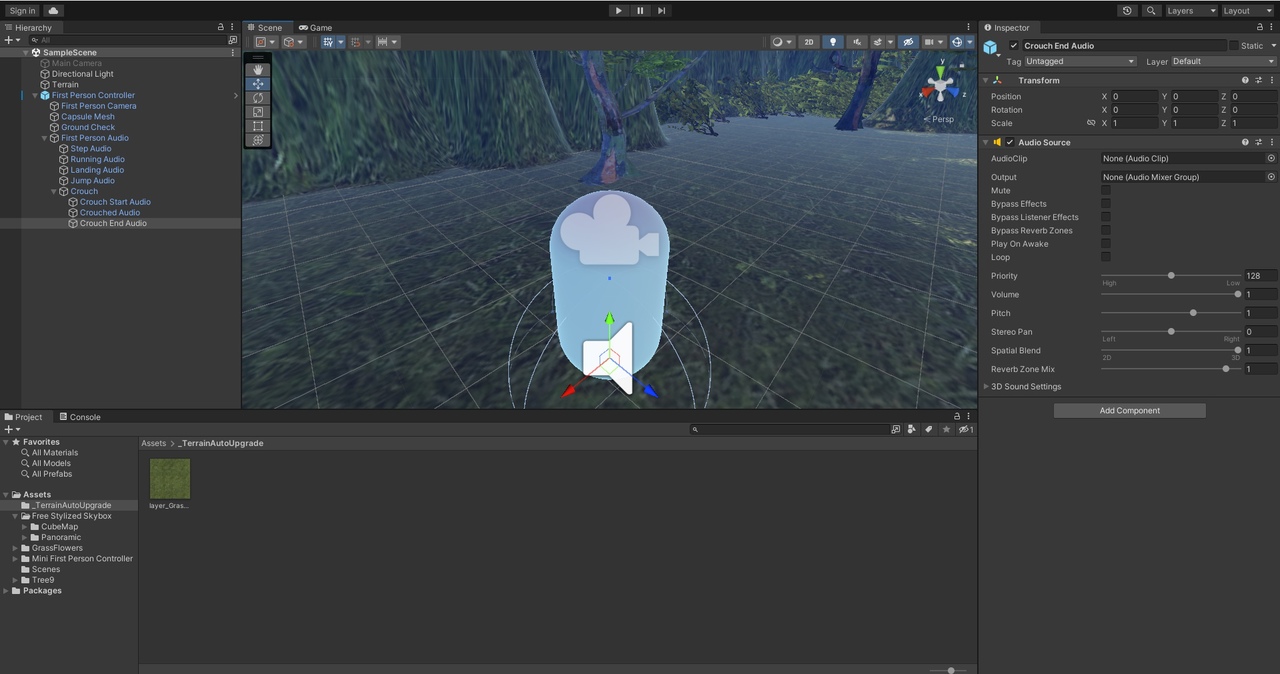 Sign in
Layers
Layout
Hierarchy
All
SampleScene
Main Camera
Directional Light
Terrain
First Person Controller
First Person Camera
Capsule Mesh
Ground Check
First Person Audio
Step Audio
Running Audio
Landing Audio
Jump Audio
Crouch
Crouch Start Audio
Crouched Audio
Crouch End Audio
Scene
Game
2D
y
x
z
< Persp
Inspector
Crouch End Audio
Static
Tag Untagged Layer Default
Transform
Position X 0 Y 0 Z 0
Rotation X 0 Y 0 Z 0
Scale X 1 Y 1 Z 1
Audio Source
AudioClip None (Audio Clip)
Output None (Audio Mixer Group)
Mute
Bypass Effects
Bypass Listener Effects
Bypass Reverb Zones
Play On Awake
Loop
Priority 128
High Low
Volume 1
Pitch 1
Stereo Pan 0
Left Right
Spatial Blend 1
2D 3D
Reverb Zone Mix 1
3D Sound Settings
Add Component
Project
Console
1
Favorites
All Materials
All Models
All Prefabs
Assets
_TerrainAutoUpgrade
Free Stylized Skybox
CubeMap
Panoramic
GrassFlowers
Mini First Person Controller
Scenes
Tree9
Packages
Assets > _TerrainAutoUpgrade
layer_Gras...